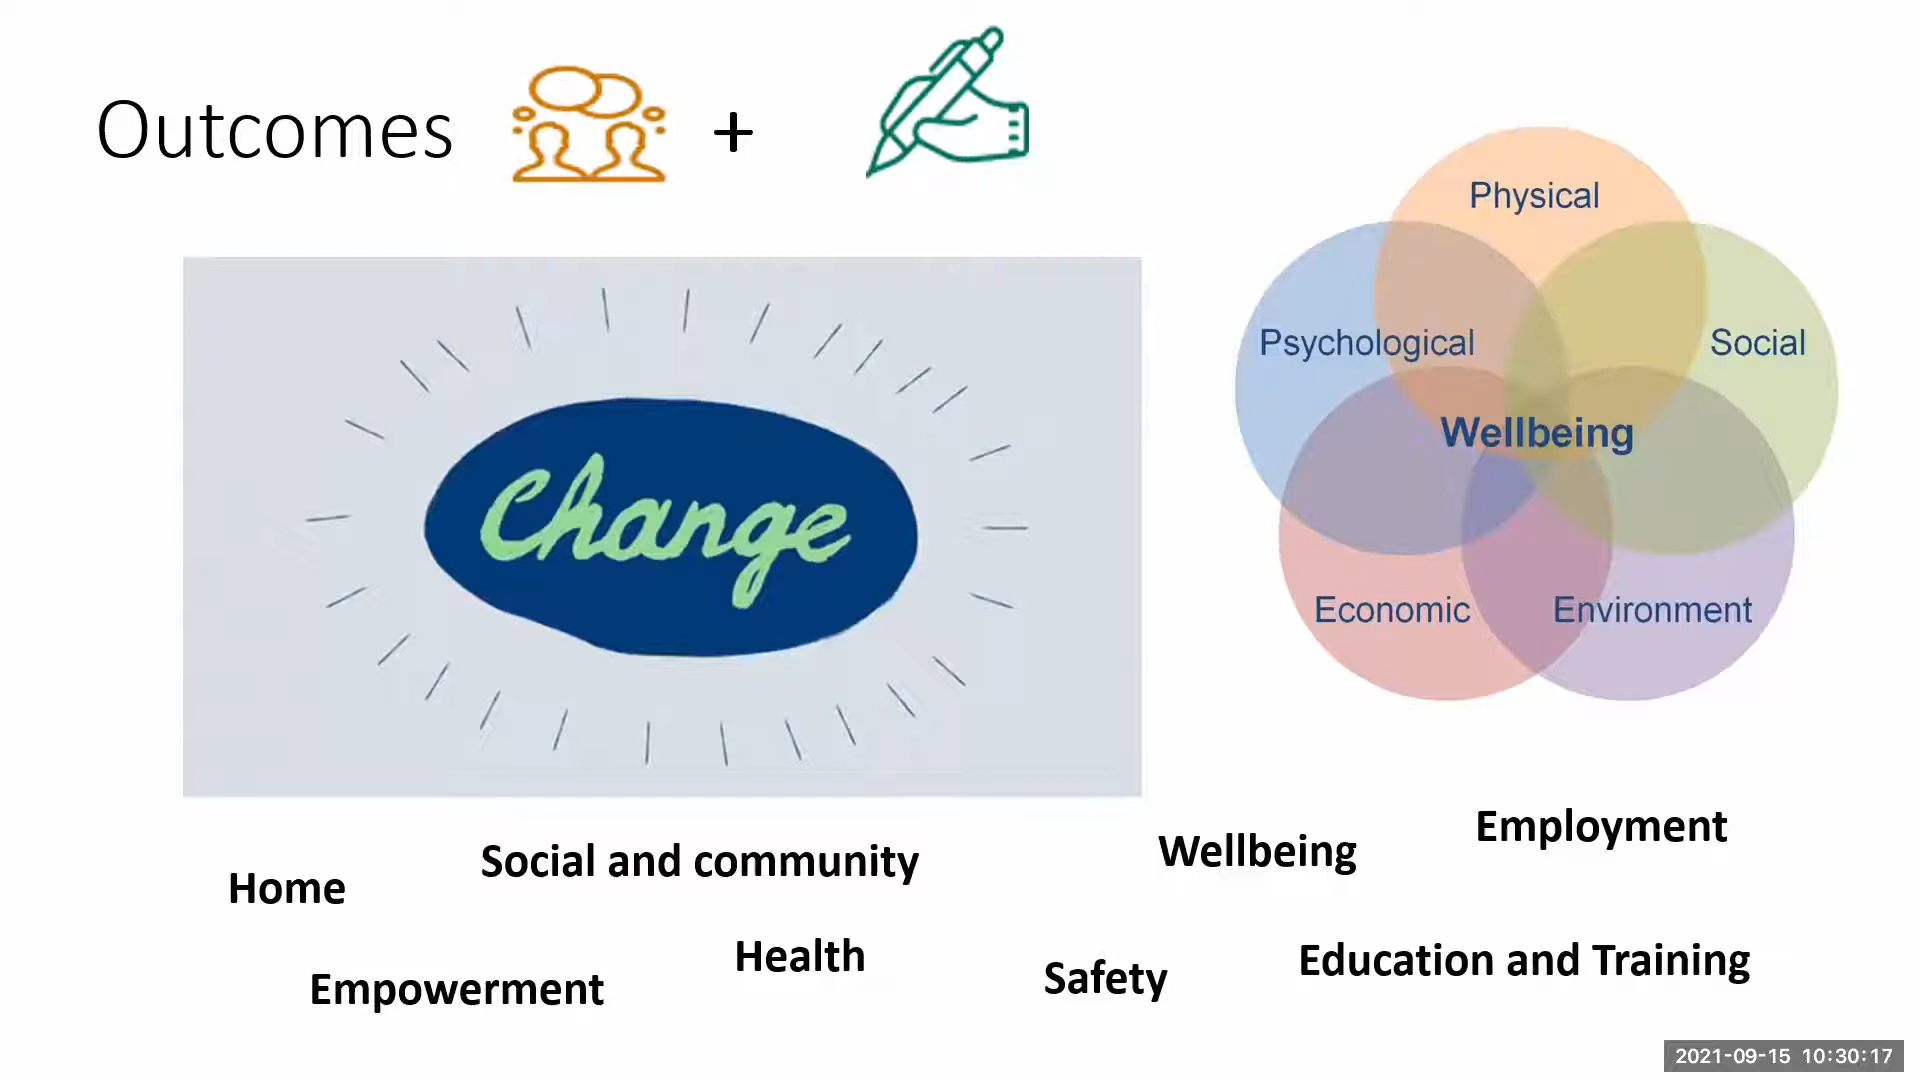 Outcomes
+
Physical
Psychological
Social
Wellbeing
Economic
Environment
Change
Home
Social and community
Wellbeing
Employment
Empowerment
Health
Safety
Education and Training
2021-09-15 10:30:17